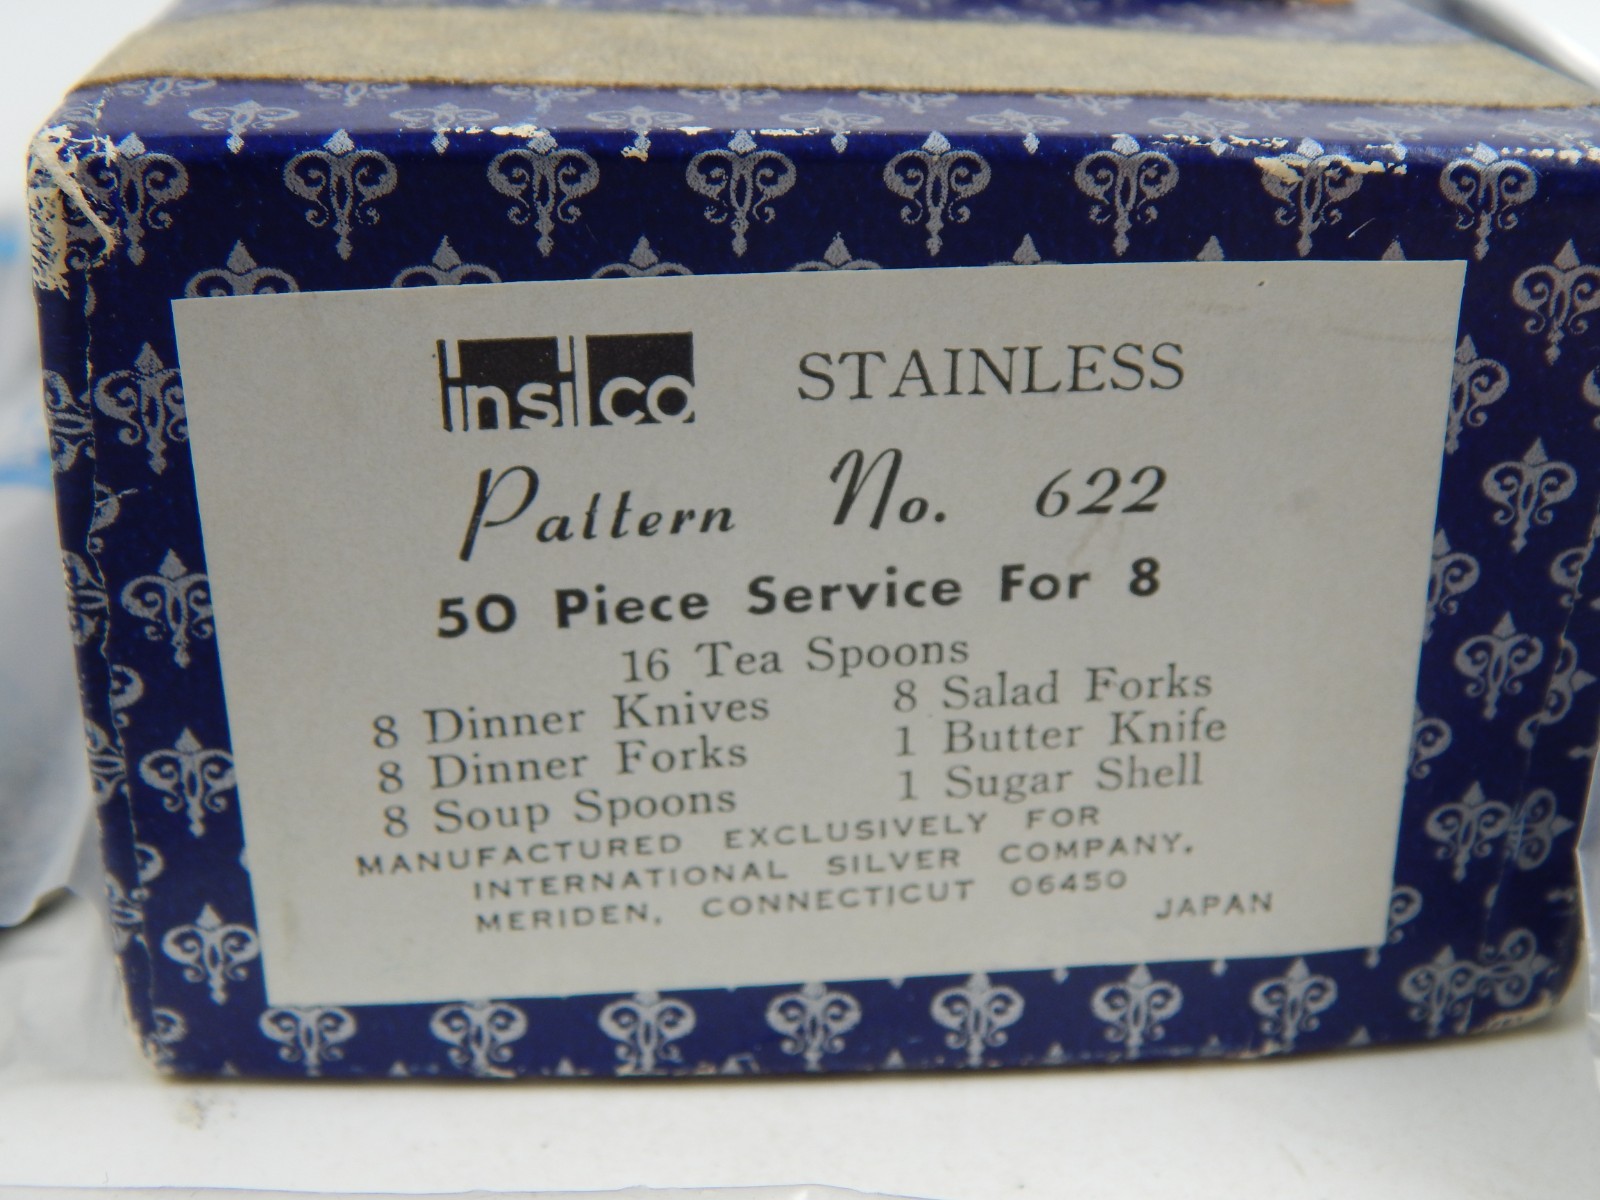 insilco STAINLESS
Pattern No. 622
50 Piece Service For 8
16 Tea Spoons
8 Dinner Knives 8 Salad Forks
8 Dinner Forks 1 Butter Knife
8 Soup Spoons 1 Sugar Shell
MANUFACTURED EXCLUSIVELY FOR
INTERNATIONAL SILVER COMPANY.
MERIDEN, CONNECTICUT 06450
JAPAN